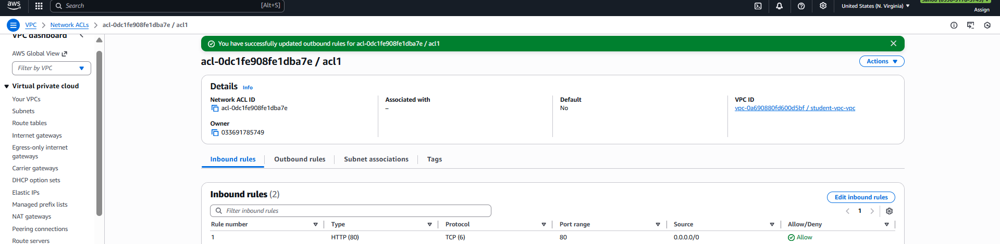 aws
Search
[Alt+S]
United States (N. Virginia)
Assign
VPC
Network ACLs
acl-0dc1fe908fe1dba7e / acl1
VPC dashboard
AWS Global View
Filter by VPC
Virtual private cloud
Your VPCs
Subnets
Route tables
Internet gateways
Egress-only internet
gateways
Carrier gateways
DHCP option sets
Elastic IPs
Managed prefix lists
NAT gateways
Peering connections
Route servers
You have successfully updated outbound rules for acl-0dc1fe908fe1dba7e / acl1
acl-0dc1fe908fe1dba7e / acl1
Actions
Details Info
Network ACL ID
acl-0dc1fe908fe1dba7e
Associated with
–
Default
No
VPC ID
vpc-0a690880fd600d5bf / student-vpc-vpc
Owner
033691785749
Inbound rules
Outbound rules
Subnet associations
Tags
Inbound rules (2)
Edit inbound rules
Filter inbound rules
1
Rule number Type Protocol Port range Source Allow/Deny
1 HTTP (80) TCP (6) 80 0.0.0.0/0 Allow